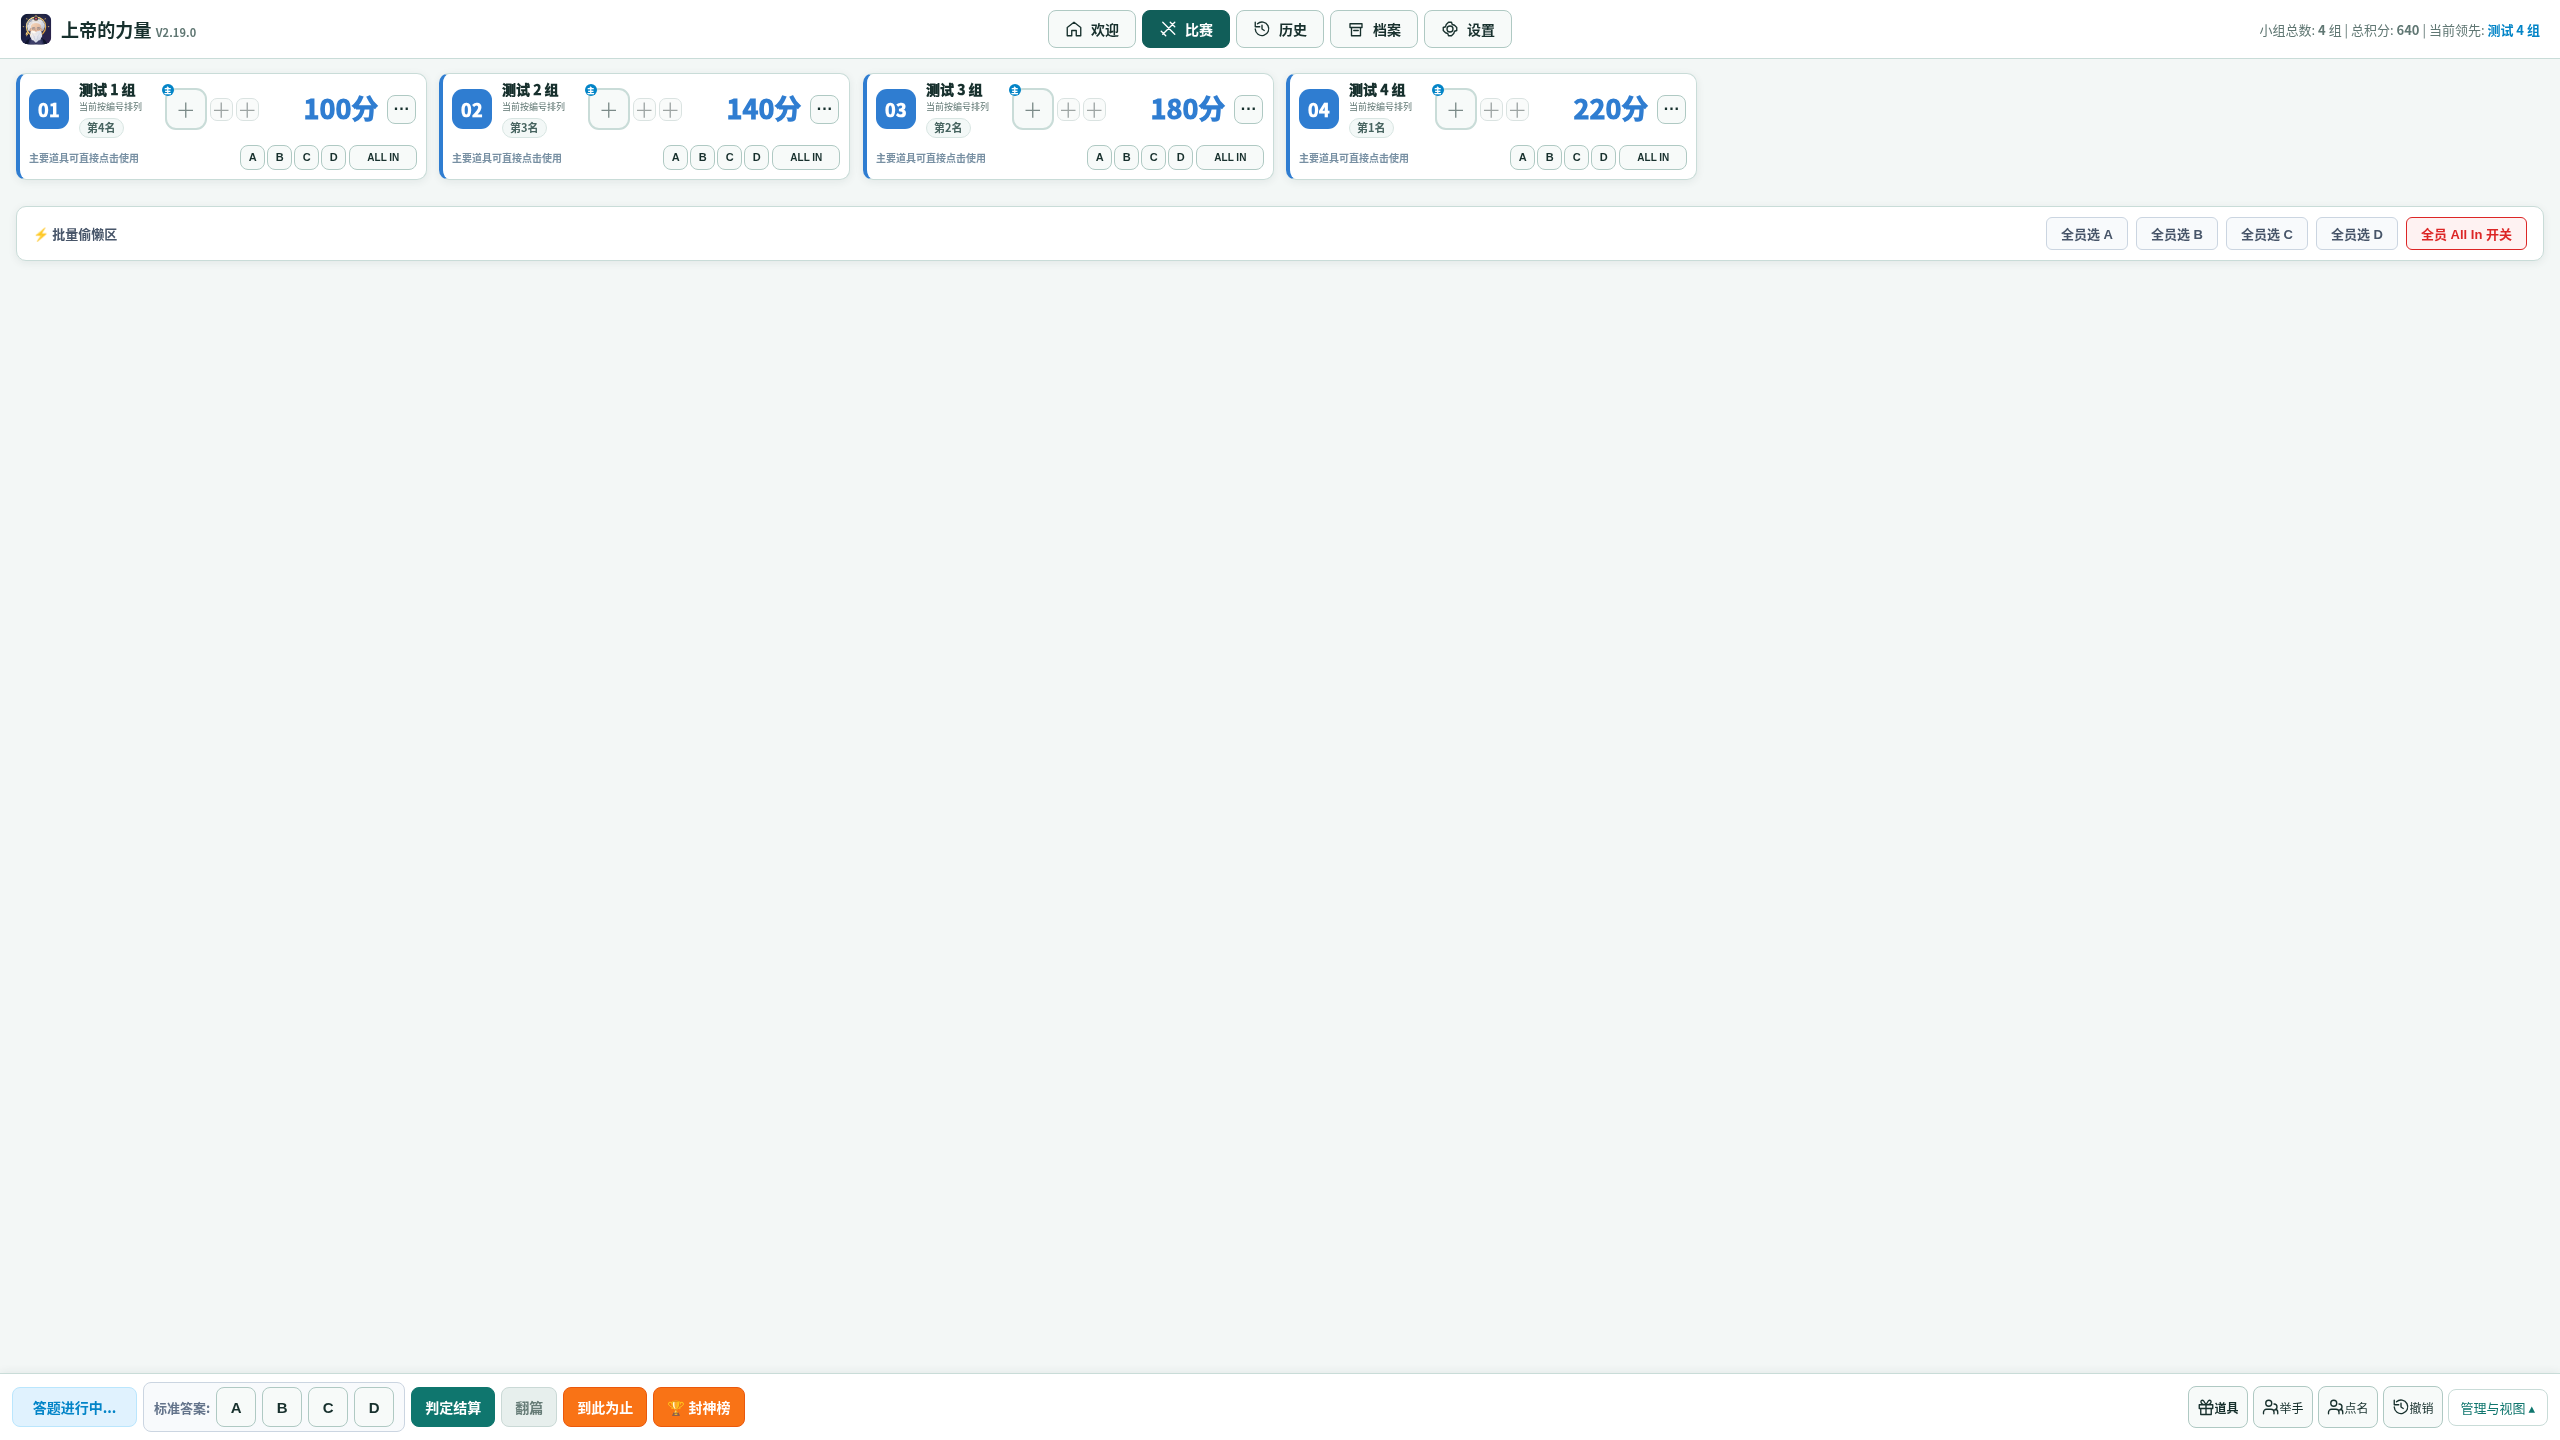 上帝的力量 V2.19.0
欢迎
比赛
历史
档案
设置
小组总数: 4 组 | 总积分: 640 | 当前领先: 测试 4 组
01
测试 1 组
当前按编号排列
第4名
主
100分
...
主要道具可直接点击使用
A B C D ALL IN
02
测试 2 组
当前按编号排列
第3名
主
140分
...
主要道具可直接点击使用
A B C D ALL IN
03
测试 3 组
当前按编号排列
第2名
主
180分
...
主要道具可直接点击使用
A B C D ALL IN
04
测试 4 组
当前按编号排列
第1名
主
220分
...
主要道具可直接点击使用
A B C D ALL IN
⚡ 批量偷懒区
全员选 A
全员选 B
全员选 C
全员选 D
全员 All In 开关
答题进行中...
标准答案: A B C D
判定结算
翻篇
到此为止
🏆 封神榜
道具
举手
点名
撤销
管理与视图 ▴